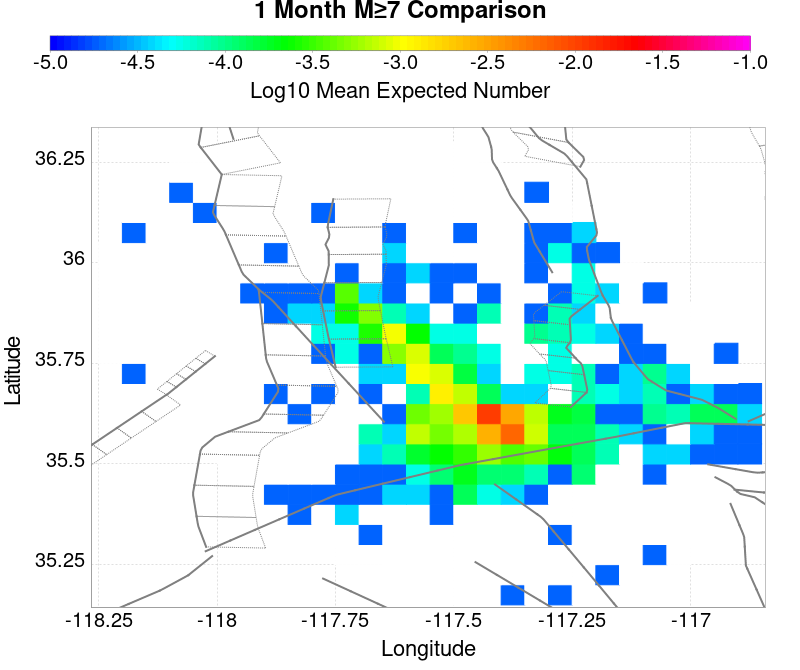 1 Month M≥7 Comparison
-5.0 -4.5 -4.0 -3.5 -3.0 -2.5 -2.0 -1.5 -1.0
Log10 Mean Expected Number
36.25
36
35.75
35.5
35.25
Latitude
-118.25 -118 -117.75 -117.5 -117.25 -117
Longitude